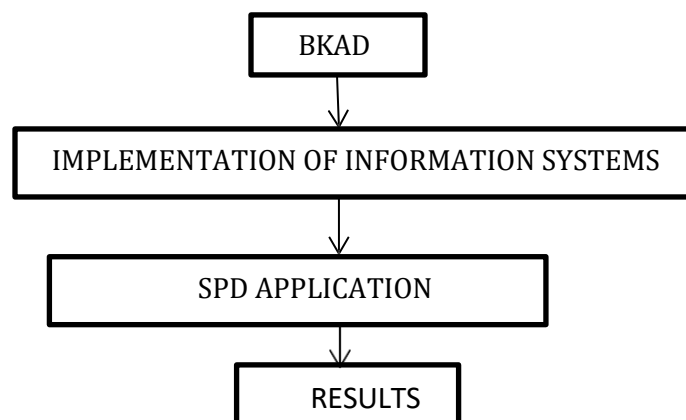 BKAD
IMPLEMENTATION OF INFORMATION SYSTEMS
SPD APPLICATION
RESULTS